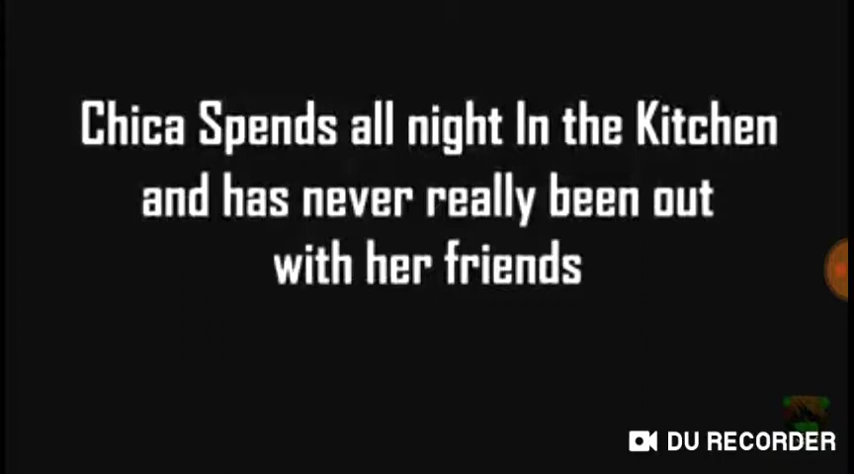 Chica Spends all night In the Kitchen
and has never really been out
with her friends
DU RECORDER